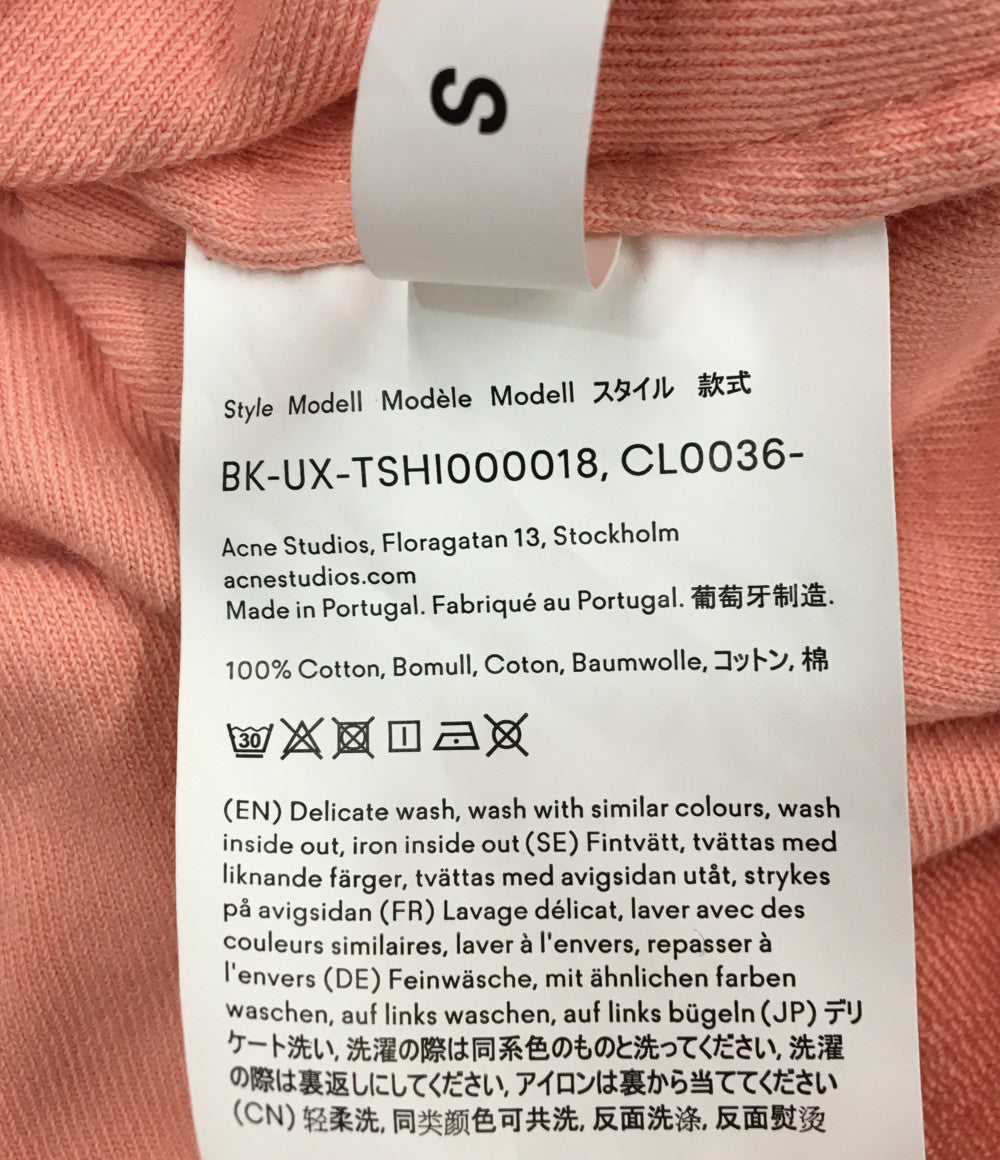 S
Style Modell Modèle Modell スタイル 款式
BK-UX-TSHI000018, CL0036-
Acne Studios, Floragatan 13, Stockholm
acnestudios.com
Made in Portugal. Fabriqué au Portugal. 葡萄牙制造.
100% Cotton, Bomull, Coton, Baumwolle, コットン, 棉
30
(EN) Delicate wash, wash with similar colours, wash
inside out, iron inside out (SE) Fintvätt, tvättas med
liknande färger, tvättas med avigsidan utåt, strykes
på avigsidan (FR) Lavage délicat, laver avec des
couleurs similaires, laver à l'envers, repasser à
l'envers (DE) Feinwäsche, mit ähnlichen farben
waschen, auf links waschen, auf links bügeln (JP) デリ
ケート洗い, 洗濯の際は同系色のものと洗ってください, 洗濯
の際は裏返しにしてください, アイロンは裏から当ててください
(CN) 轻柔洗, 同类颜色可共洗, 反面洗涤, 反面熨烫